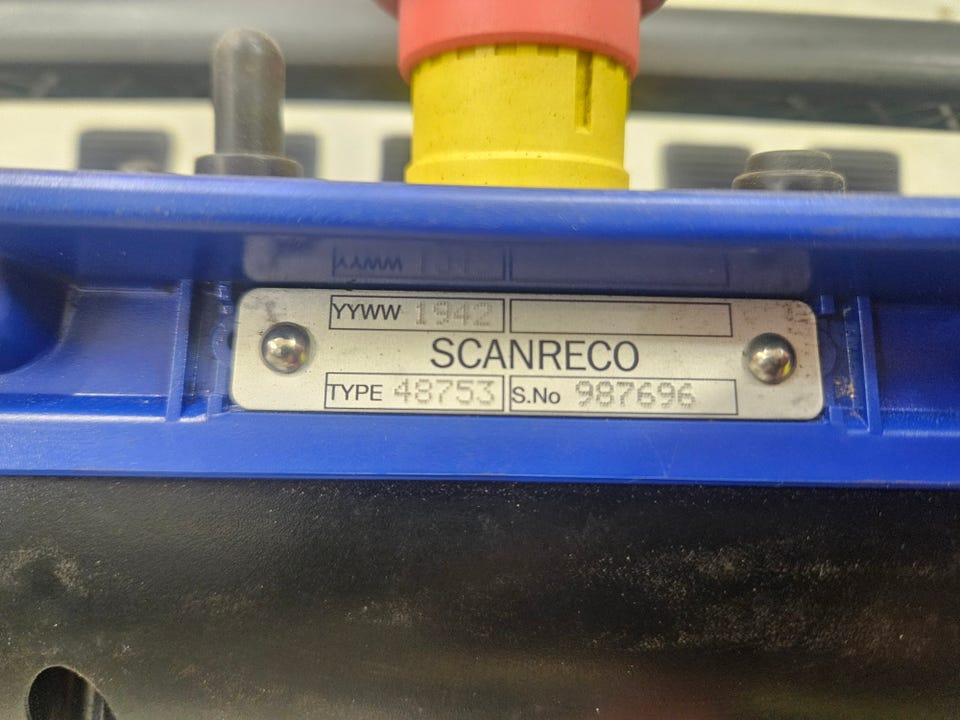 YYWW 1942
SCANRECO
TYPE 48753 S.No 987696